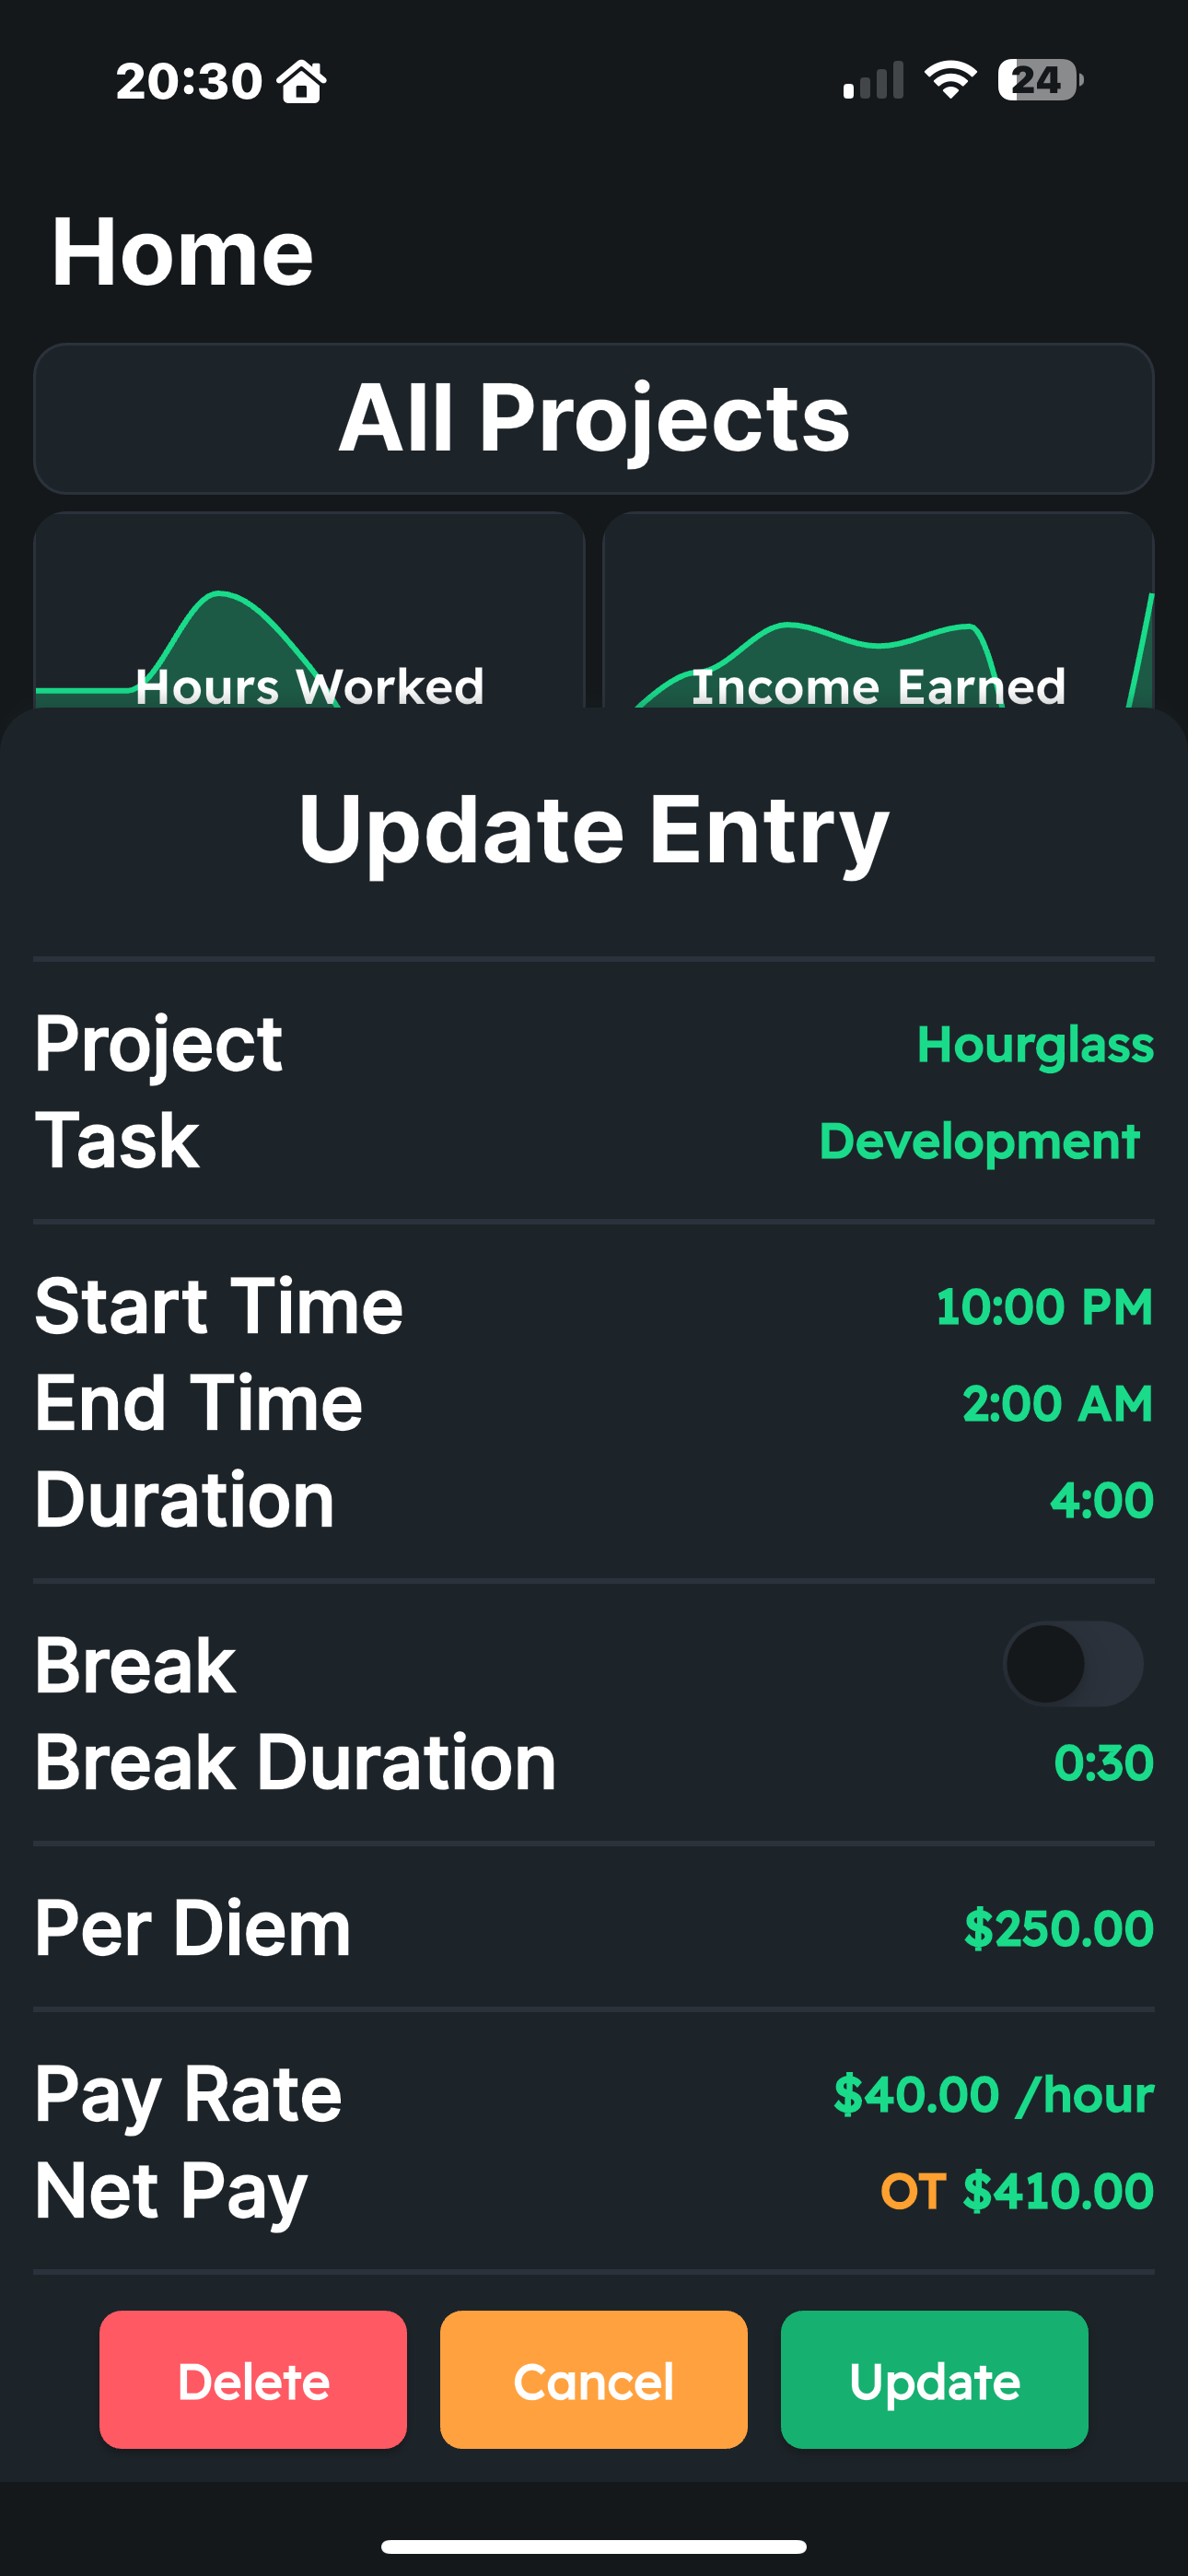 20:30
24
Home
All Projects
Hours Worked
Income Earned
Update Entry
Project Hourglass
Task Development
Start Time 10:00 PM
End Time 2:00 AM
Duration 4:00
Break
Break Duration 0:30
Per Diem $250.00
Pay Rate $40.00 /hour
Net Pay OT $410.00
Delete Cancel Update